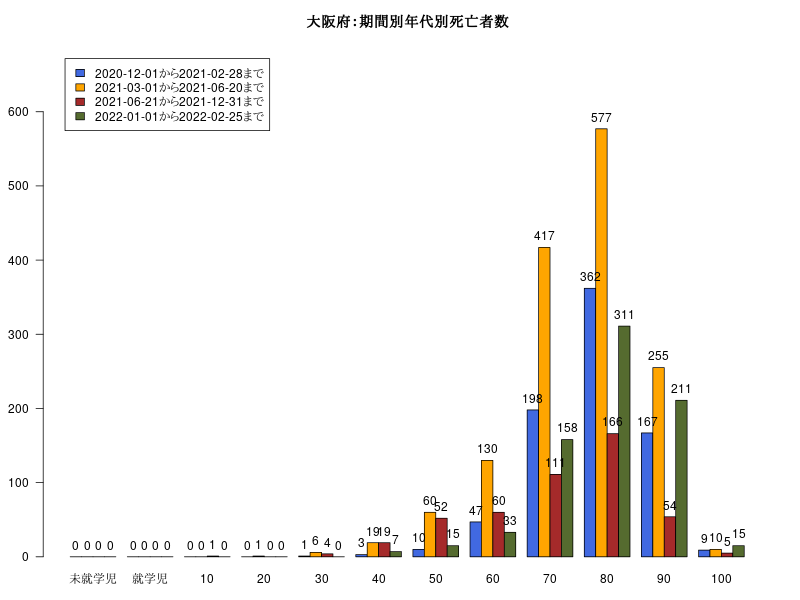 大阪府：期間別年代別死亡者数
2020-12-01から2021-02-28まで
2021-03-01から2021-06-20まで
2021-06-21から2021-12-31まで
2022-01-01から2022-02-25まで
600
500
400
300
200
100
0
0 0 0 0
0 0 0 0
0 0 1 0
0 1 0 0
1 6 4 0
3 19 19 7
10 60 52 15
47 130 60 33
198 417 111 158
362 577 166 311
167 255 54 211
9 10 5 15
未就学児 就学児 10 20 30 40 50 60 70 80 90 100